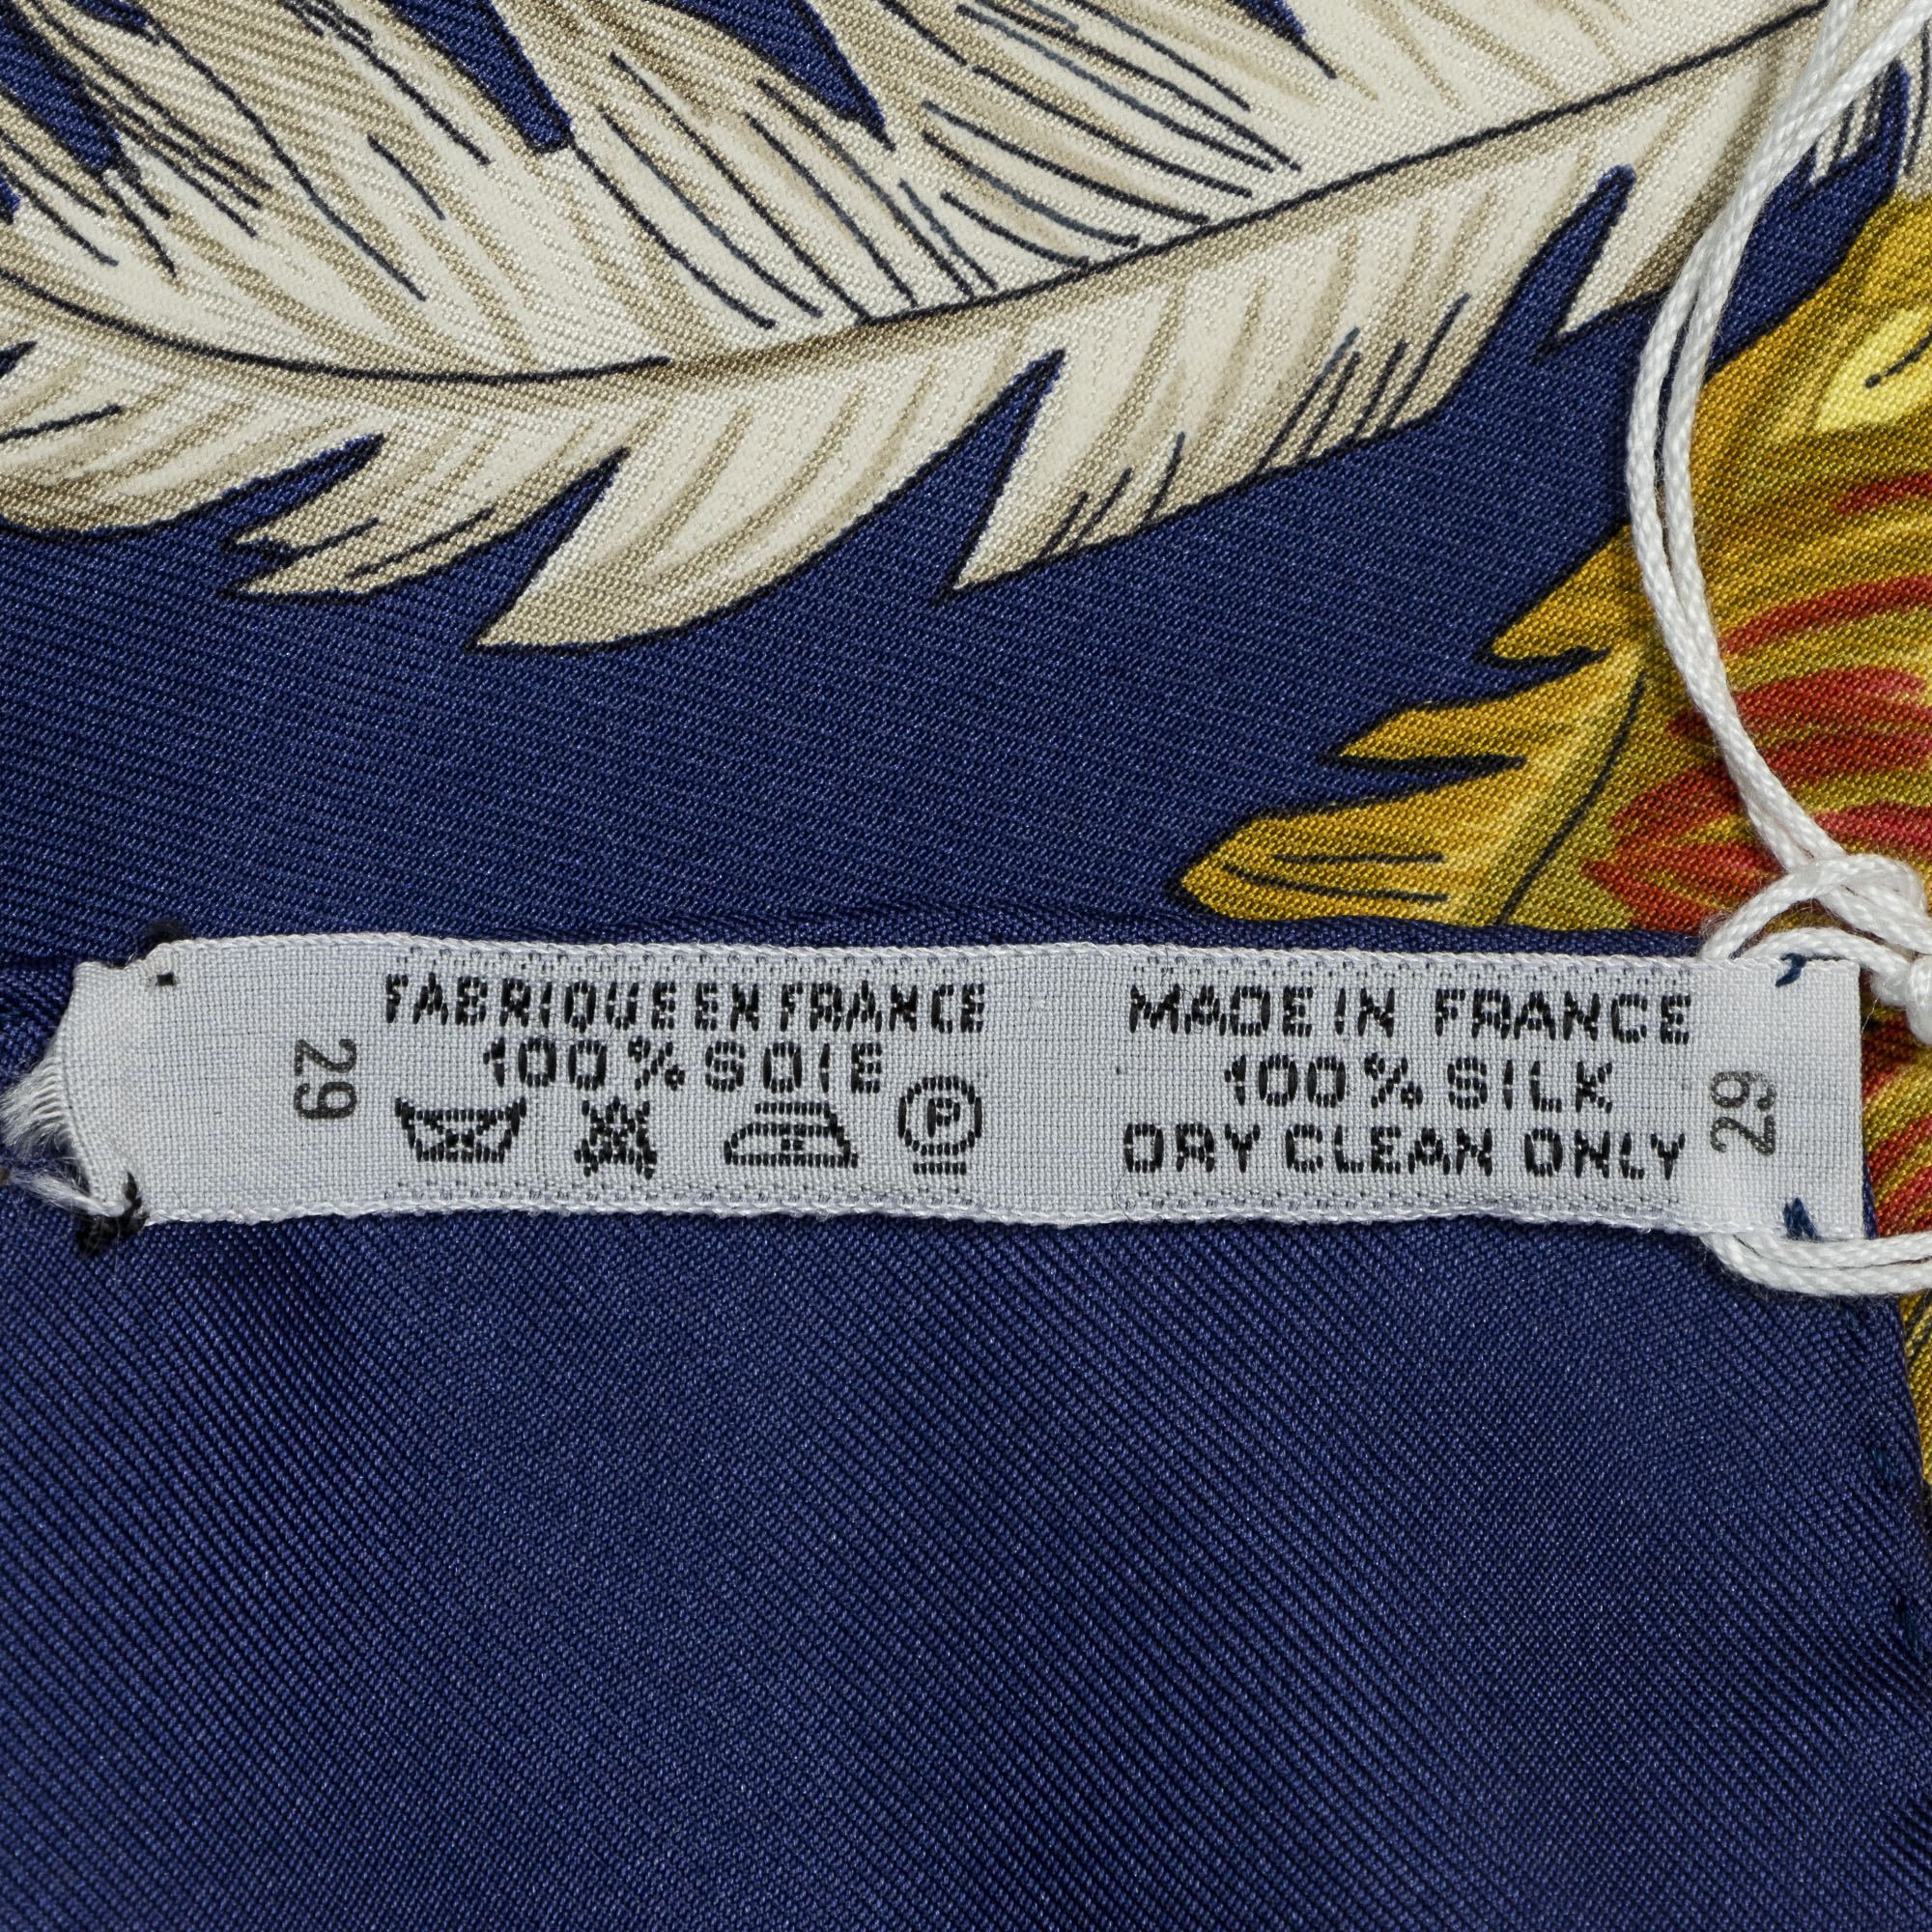 FABRIQUE EN FRANCE
100% SOIE
29
P
MADE IN FRANCE
100% SILK
DRY CLEAN ONLY
29